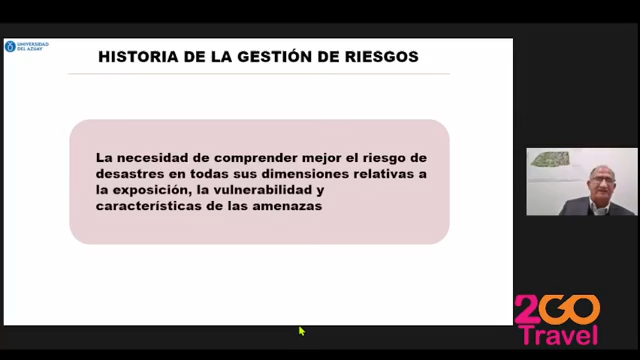 UNIVERSIDAD
DEL AZUAY
HISTORIA DE LA GESTIÓN DE RIESGOS
La necesidad de comprender mejor el riesgo de
desastres en todas sus dimensiones relativas a
la exposición, la vulnerabilidad y
características de las amenazas
2GO
Travel